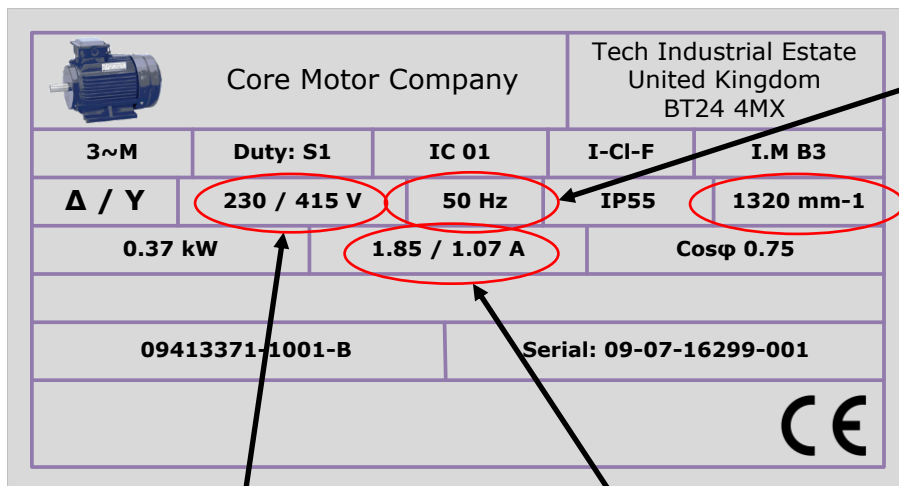 Core Motor Company
Tech Industrial Estate
United Kingdom
BT24 4MX
3~M Duty: S1 IC 01 I-Cl-F I.M B3
Δ / Y 230 / 415 V 50 Hz IP55 1320 mm-1
0.37 kW 1.85 / 1.07 A Cosφ 0.75
09413371-1001-B Serial: 09-07-16299-001
CE